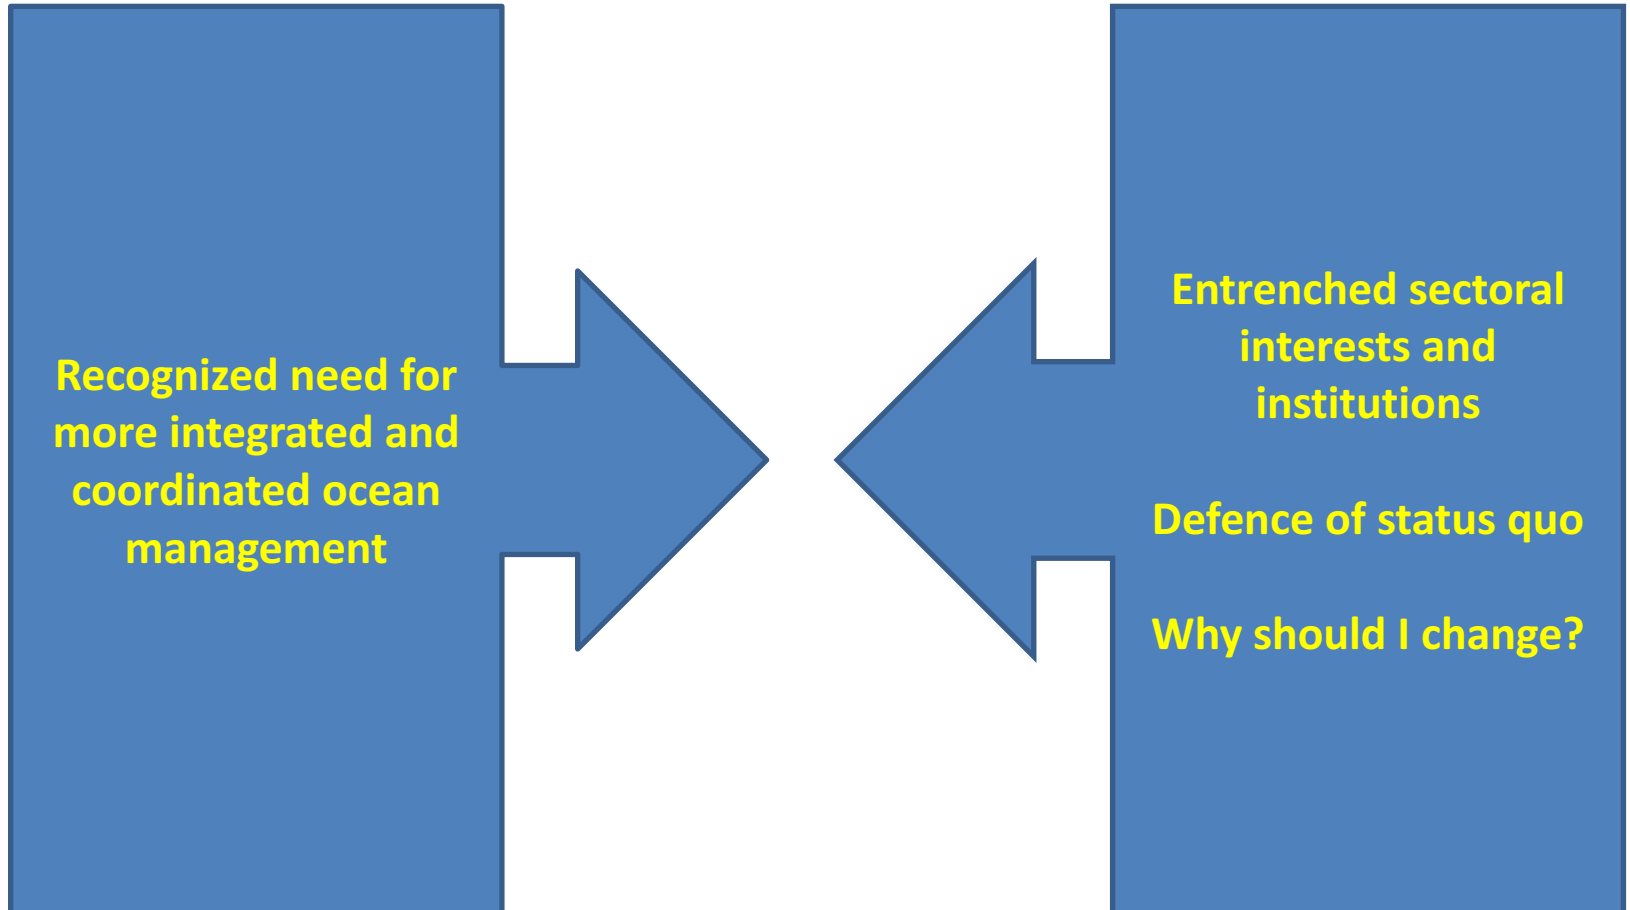 Recognized need for
more integrated and
coordinated ocean
management
Entrenched sectoral
interests and
institutions
Defence of status quo
Why should I change?